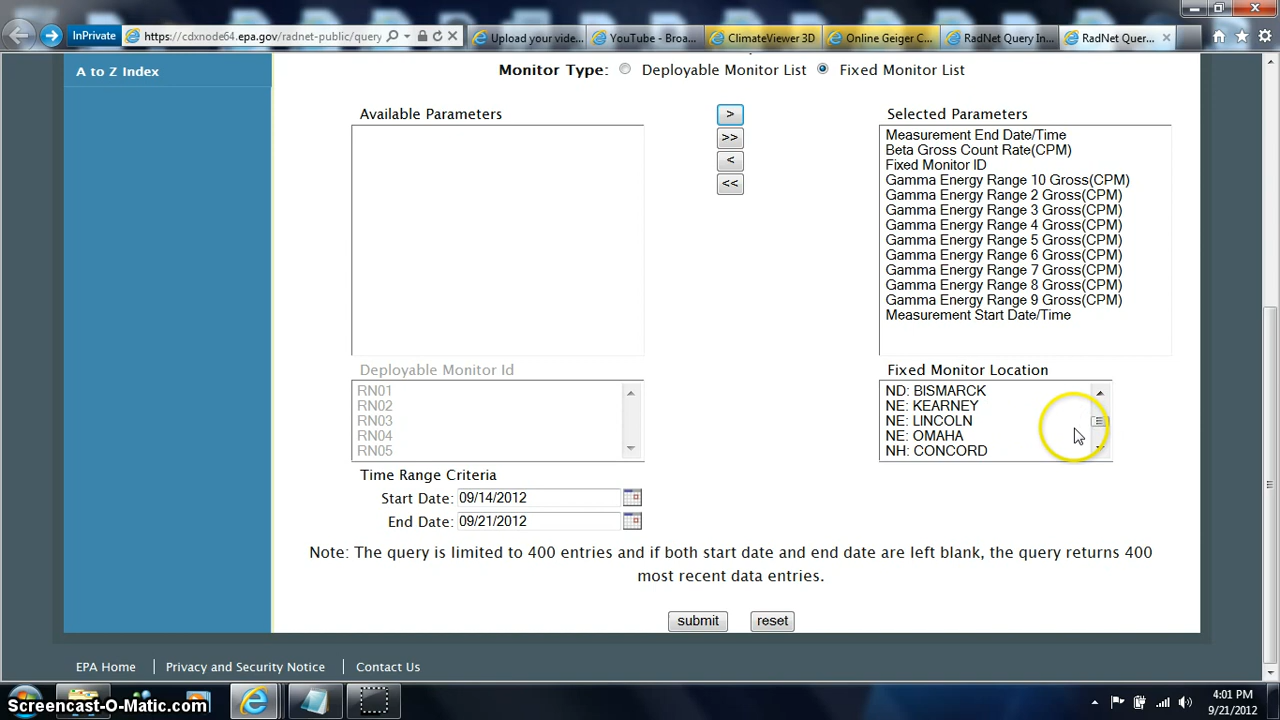 InPrivate
https://cdxnode64.epa.gov/radnet-public/query
Upload your vide...
YouTube - Broa...
ClimateViewer 3D
Online Geiger C...
RadNet Query In...
RadNet Quer...
A to Z Index
Monitor Type: Deployable Monitor List Fixed Monitor List
Available Parameters
>
>>
<
<<
Selected Parameters
Measurement End Date/Time
Beta Gross Count Rate(CPM)
Fixed Monitor ID
Gamma Energy Range 10 Gross(CPM)
Gamma Energy Range 2 Gross(CPM)
Gamma Energy Range 3 Gross(CPM)
Gamma Energy Range 4 Gross(CPM)
Gamma Energy Range 5 Gross(CPM)
Gamma Energy Range 6 Gross(CPM)
Gamma Energy Range 7 Gross(CPM)
Gamma Energy Range 8 Gross(CPM)
Gamma Energy Range 9 Gross(CPM)
Measurement Start Date/Time
Deployable Monitor Id
RN01
RN02
RN03
RN04
RN05
Fixed Monitor Location
ND: BISMARCK
NE: KEARNEY
NE: LINCOLN
NE: OMAHA
NH: CONCORD
Time Range Criteria
Start Date: 09/14/2012
End Date: 09/21/2012
Note: The query is limited to 400 entries and if both start date and end date are left blank, the query returns 400
most recent data entries.
submit reset
EPA Home | Privacy and Security Notice | Contact Us
Screencast-O-Matic.com
4:01 PM
9/21/2012